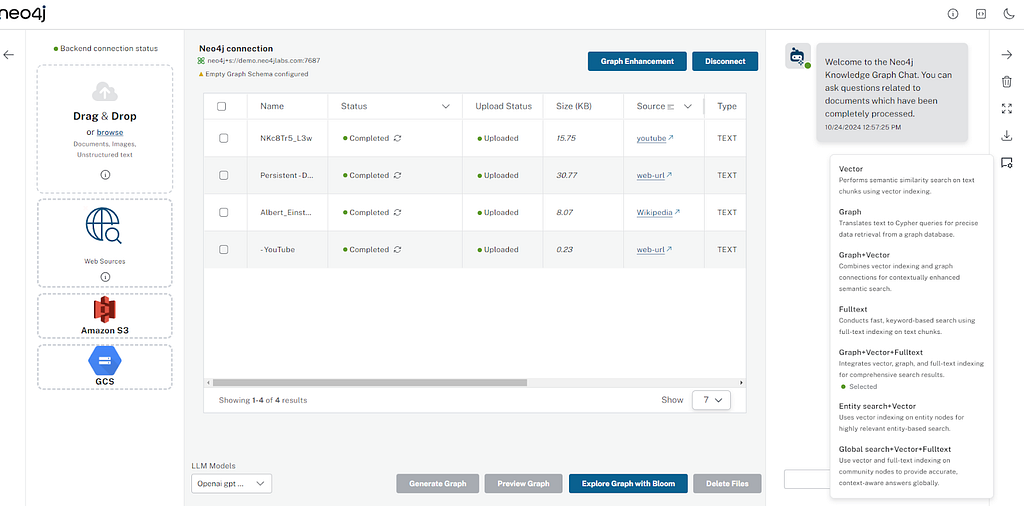 neo4j
Backend connection status
Drag & Drop
or browse
Documents, Images,
Unstructured text
Web Sources
Amazon S3
GCS
Neo4j connection
neo4j+s://demo.neo4jlabs.com:7687
Empty Graph Schema configured
Graph Enhancement
Disconnect
Name Status Upload Status Size (KB) Source Type
NKc8Tr5_L3w Completed Uploaded 15.75 youtube TEXT
Persistent - D... Completed Uploaded 30.77 web-url TEXT
Albert_Einst... Completed Uploaded 8.07 Wikipedia TEXT
- YouTube Completed Uploaded 0.23 web-url TEXT
Showing 1-4 of 4 results
Show 7
LLM Models
Openai gpt ...
Generate Graph
Preview Graph
Explore Graph with Bloom
Delete Files
Welcome to the Neo4j
Knowledge Graph Chat. You can
ask questions related to
documents which have been
completely processed.
10/24/2024 12:57:25 PM
Vector
Performs semantic similarity search on text
chunks using vector indexing.
Graph
Translates text to Cypher queries for precise
data retrieval from a graph database.
Graph+Vector
Combines vector indexing and graph
connections for contextually enhanced
semantic search.
Fulltext
Conducts fast, keyword-based search using
full-text indexing on text chunks.
Graph+Vector+Fulltext
Integrates vector, graph, and full-text indexing
for comprehensive search results.
Selected
Entity search+Vector
Uses vector indexing on entity nodes for
highly relevant entity-based search.
Global search+Vector+Fulltext
Use vector and full-text indexing on
community nodes to provide accurate,
context-aware answers globally.